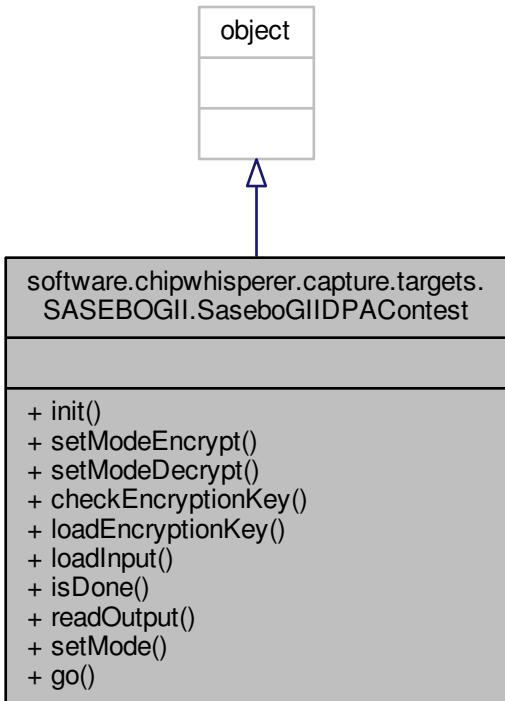 object
software.chipwhisperer.capture.targets.
SASEBOGII.SaseboGIIDPAContest
+ init()
+ setModeEncrypt()
+ setModeDecrypt()
+ checkEncryptionKey()
+ loadEncryptionKey()
+ loadInput()
+ isDone()
+ readOutput()
+ setMode()
+ go()